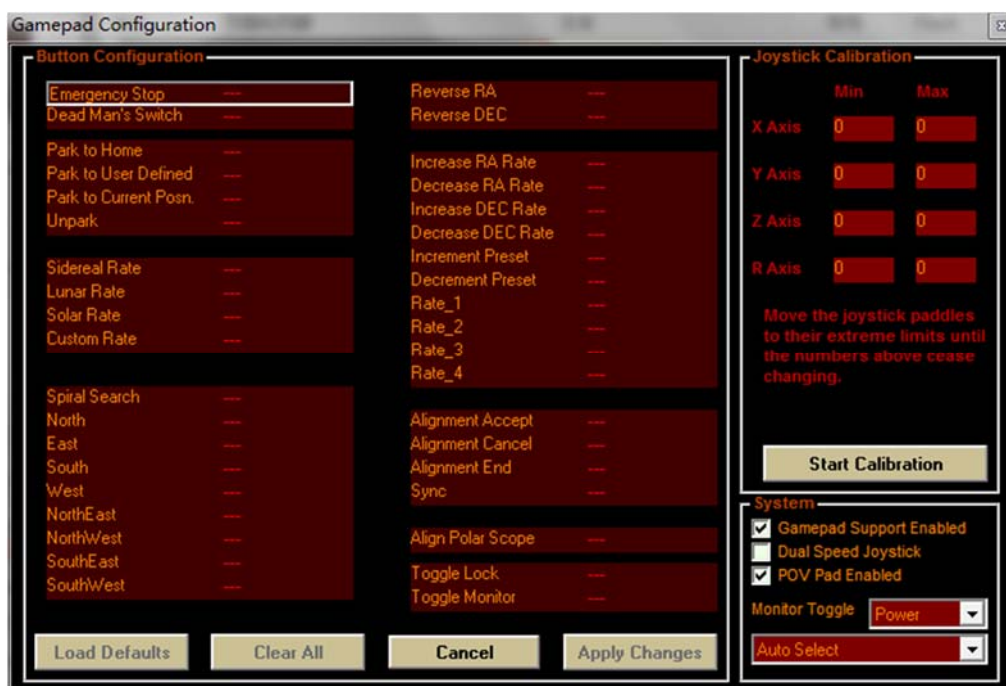 Gamepad Configuration
Button Configuration
Emergency Stop ---
Dead Man's Switch ---
Park to Home ---
Park to User Defined ---
Park to Current Posn. ---
Unpark ---
Sidereal Rate ---
Lunar Rate ---
Solar Rate ---
Custom Rate ---
Spiral Search ---
North ---
East ---
South ---
West ---
NorthEast ---
NorthWest ---
SouthEast ---
SouthWest ---
Reverse RA ---
Reverse DEC ---
Increase RA Rate ---
Decrease RA Rate ---
Increase DEC Rate ---
Decrease DEC Rate ---
Increment Preset ---
Decrement Preset ---
Rate_1 ---
Rate_2 ---
Rate_3 ---
Rate_4 ---
Alignment Accept ---
Alignment Cancel ---
Alignment End ---
Sync ---
Align Polar Scope ---
Toggle Lock ---
Toggle Monitor ---
Load Defaults
Clear All
Cancel
Apply Changes
Joystick Calibration
Min Max
X Axis 0 0
Y Axis 0 0
Z Axis 0 0
R Axis 0 0
Move the joystick paddles
to their extreme limits until
the numbers above cease
changing.
Start Calibration
System
Gamepad Support Enabled
Dual Speed Joystick
POV Pad Enabled
Monitor Toggle Power
Auto Select